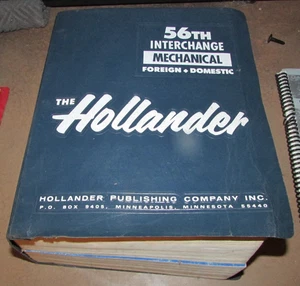 56TH
INTERCHANGE
MECHANICAL
FOREIGN + DOMESTIC
THE
Hollander
HOLLANDER PUBLISHING COMPANY INC.
P.O. BOX 9405, MINNEAPOLIS, MINNESOTA 55440